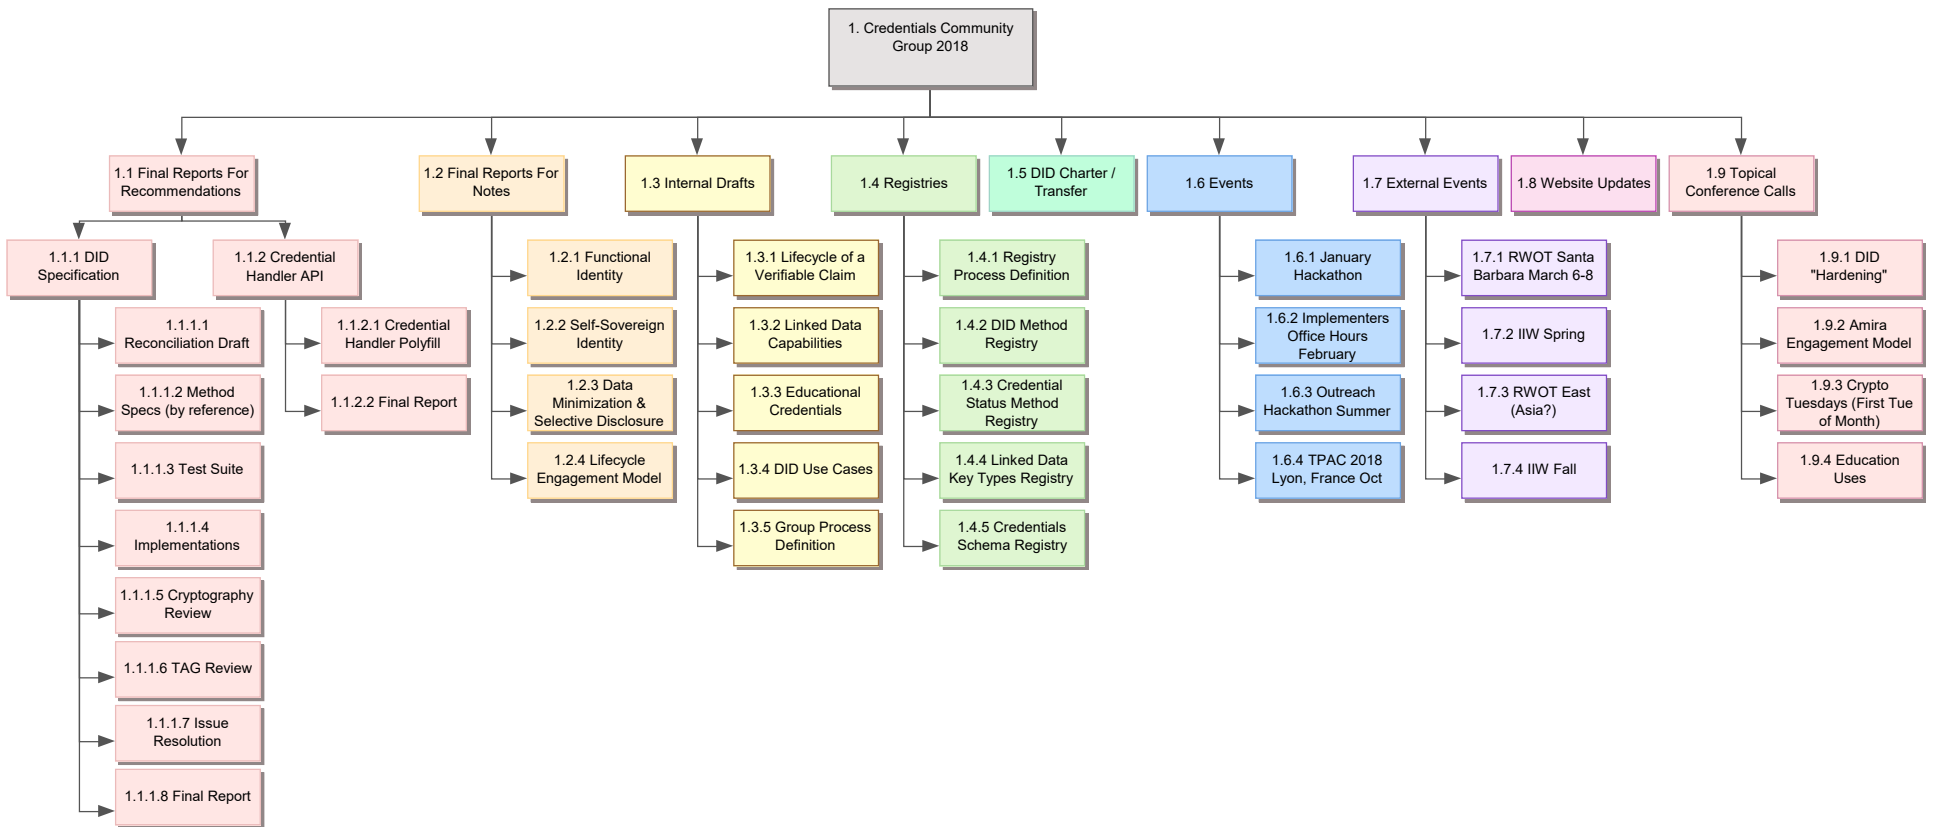 1. Credentials Community
Group 2018
1.1 Final Reports For
Recommendations
1.2 Final Reports For
Notes
1.3 Internal Drafts
1.4 Registries
1.5 DID Charter /
Transfer
1.6 Events
1.7 External Events
1.8 Website Updates
1.9 Topical
Conference Calls
1.1.1 DID
Specification
1.1.1.1
Reconciliation Draft
1.1.1.2 Method
Specs (by reference)
1.1.1.3 Test Suite
1.1.1.4
Implementations
1.1.1.5 Cryptography
Review
1.1.1.6 TAG Review
1.1.1.7 Issue
Resolution
1.1.1.8 Final Report
1.1.2 Credential
Handler API
1.1.2.1 Credential
Handler Polyfill
1.1.2.2 Final Report
1.2.1 Functional
Identity
1.2.2 Self-Sovereign
Identity
1.2.3 Data
Minimization &
Selective Disclosure
1.2.4 Lifecycle
Engagement Model
1.3.1 Lifecycle of a
Verifiable Claim
1.3.2 Linked Data
Capabilities
1.3.3 Educational
Credentials
1.3.4 DID Use Cases
1.3.5 Group Process
Definition
1.4.1 Registry
Process Definition
1.4.2 DID Method
Registry
1.4.3 Credential
Status Method
Registry
1.4.4 Linked Data
Key Types Registry
1.4.5 Credentials
Schema Registry
1.6.1 January
Hackathon
1.6.2 Implementers
Office Hours
February
1.6.3 Outreach
Hackathon Summer
1.6.4 TPAC 2018
Lyon, France Oct
1.7.1 RWOT Santa
Barbara March 6-8
1.7.2 IIW Spring
1.7.3 RWOT East
(Asia?)
1.7.4 IIW Fall
1.9.1 DID
"Hardening"
1.9.2 Amira
Engagement Model
1.9.3 Crypto
Tuesdays (First Tue
of Month)
1.9.4 Education
Uses